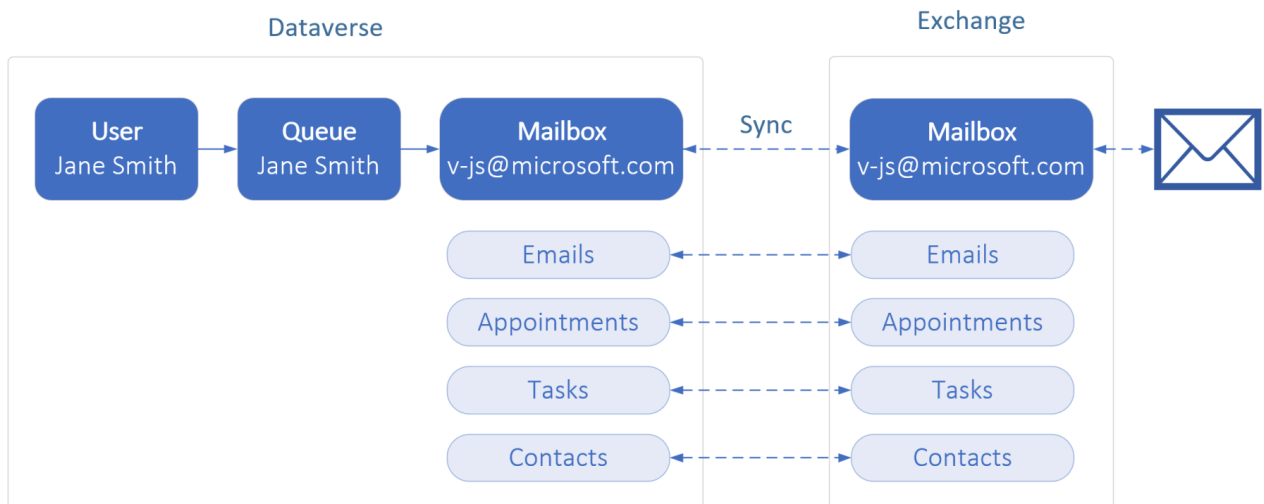 Dataverse
Exchange
User
Jane Smith
Queue
Jane Smith
Mailbox
v-js@microsoft.com
Sync
Mailbox
v-js@microsoft.com
Emails
Emails
Appointments
Appointments
Tasks
Tasks
Contacts
Contacts